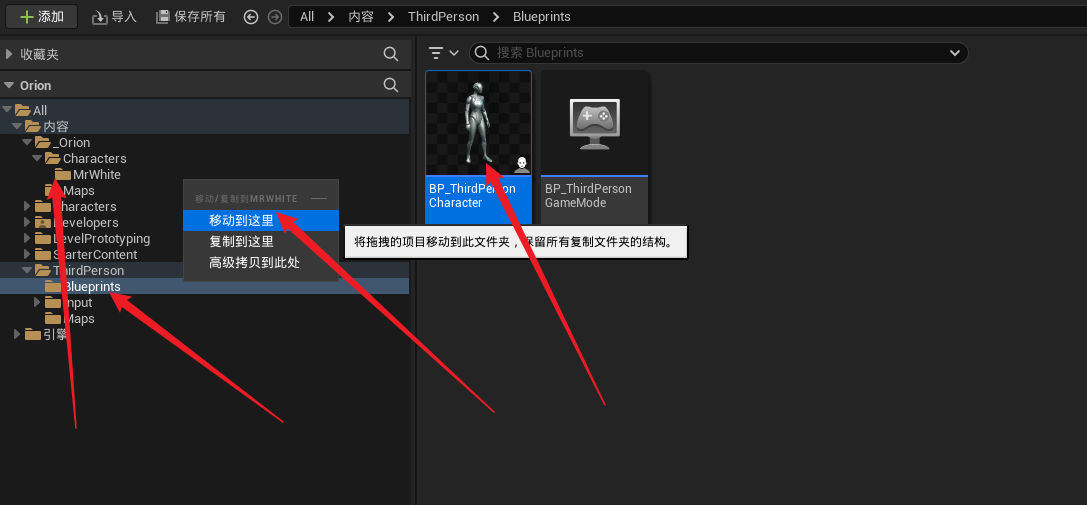 添加
导入
保存所有
All
内容
ThirdPerson
Blueprints
收藏夹
搜索 Blueprints
Orion
All
内容
_Orion
Characters
MrWhite
Maps
Characters
Developers
LevelPrototyping
StarterContent
ThirdPerson
Blueprints
Input
Maps
引擎
移动/复制到MRWHITE
移动到这里
复制到这里
高级拷贝到此处
将拖拽的项目移动到此文件夹，保留所有复制文件夹的结构。
BP_ThirdPerson
Character
BP_ThirdPerson
GameMode